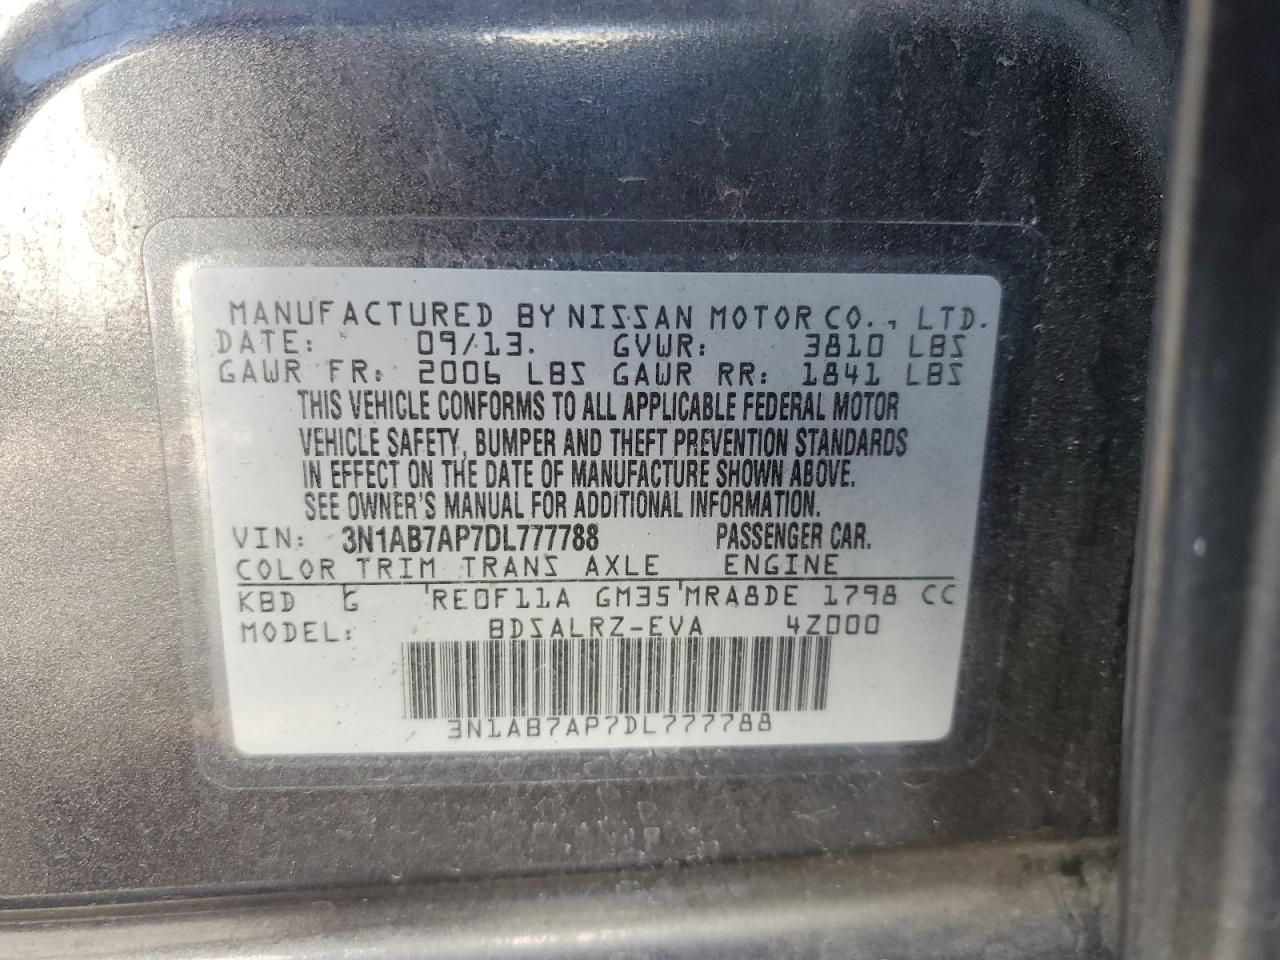 MANUFACTURED BY NISSAN MOTOR CO., LTD.
DATE: 09/13. GVWR: 3810 LBS
GAWR FR: 2006 LBS GAWR RR: 1841 LBS
THIS VEHICLE CONFORMS TO ALL APPLICABLE FEDERAL MOTOR
VEHICLE SAFETY, BUMPER AND THEFT PREVENTION STANDARDS
IN EFFECT ON THE DATE OF MANUFACTURE SHOWN ABOVE.
SEE OWNER'S MANUAL FOR ADDITIONAL INFORMATION.
VIN: 3N1AB7AP7DL777788 PASSENGER CAR.
COLOR TRIM TRANS AXLE ENGINE
KBD G RE0F11A GM35 MRA8DE 1798 CC
MODEL: BDSALRZ-EVA 4Z000
3N1AB7AP7DL777788